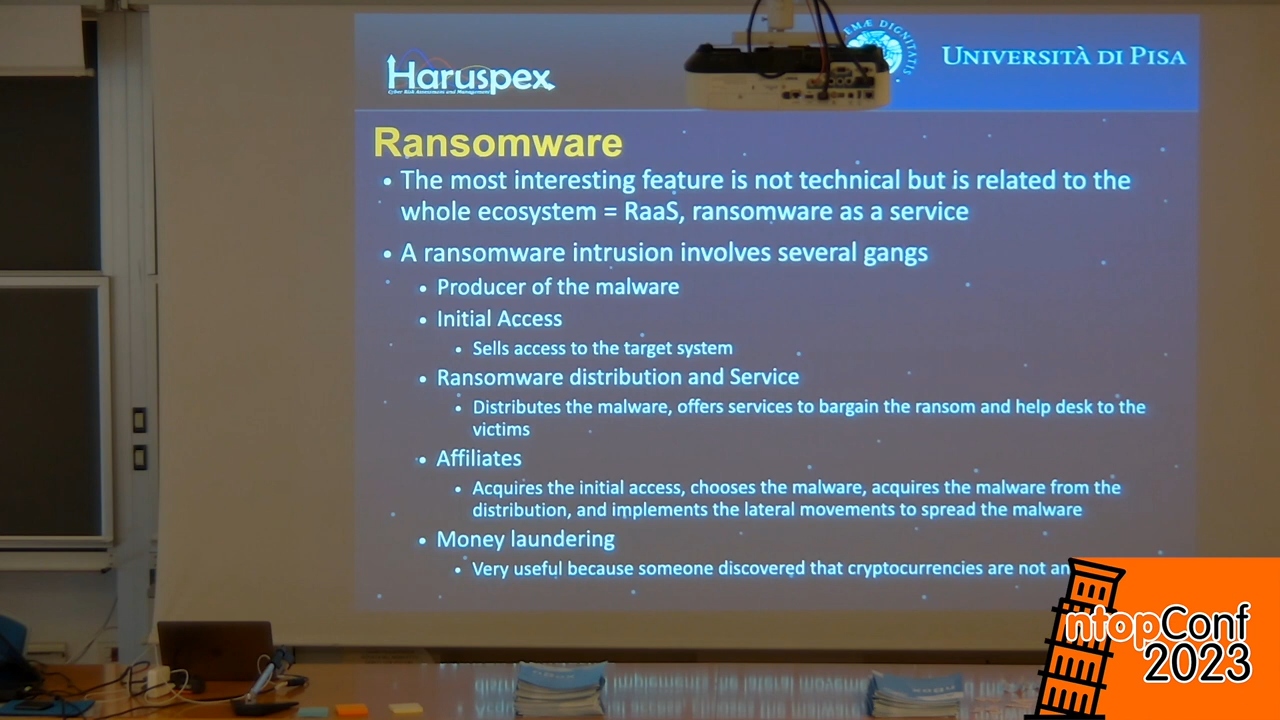 Haruspex
Cyber Risk Assessment and Management
EMÆ DIGNITATIS
UNIVERSITÀ DI PISA
Ransomware
• The most interesting feature is not technical but is related to the
whole ecosystem = RaaS, ransomware as a service
• A ransomware intrusion involves several gangs
• Producer of the malware
• Initial Access
• Sells access to the target system
• Ransomware distribution and Service
• Distributes the malware, offers services to bargain the ransom and help desk to the
victims
• Affiliates
• Acquires the initial access, chooses the malware, acquires the malware from the
distribution, and implements the lateral movements to spread the malware
• Money laundering
• Very useful because someone discovered that cryptocurrencies are not an
ntopConf
2023